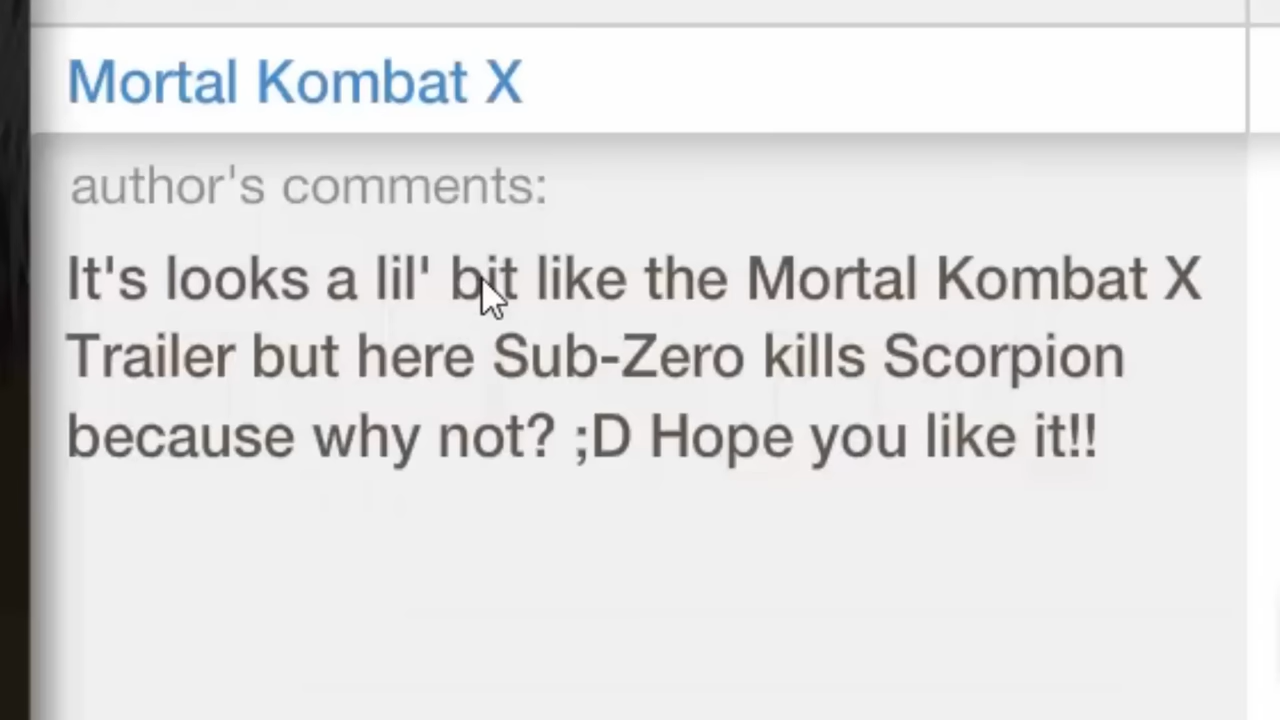 Mortal Kombat X
author's comments:
It's looks a lil' bit like the Mortal Kombat X
Trailer but here Sub-Zero kills Scorpion
because why not? ;D Hope you like it!!